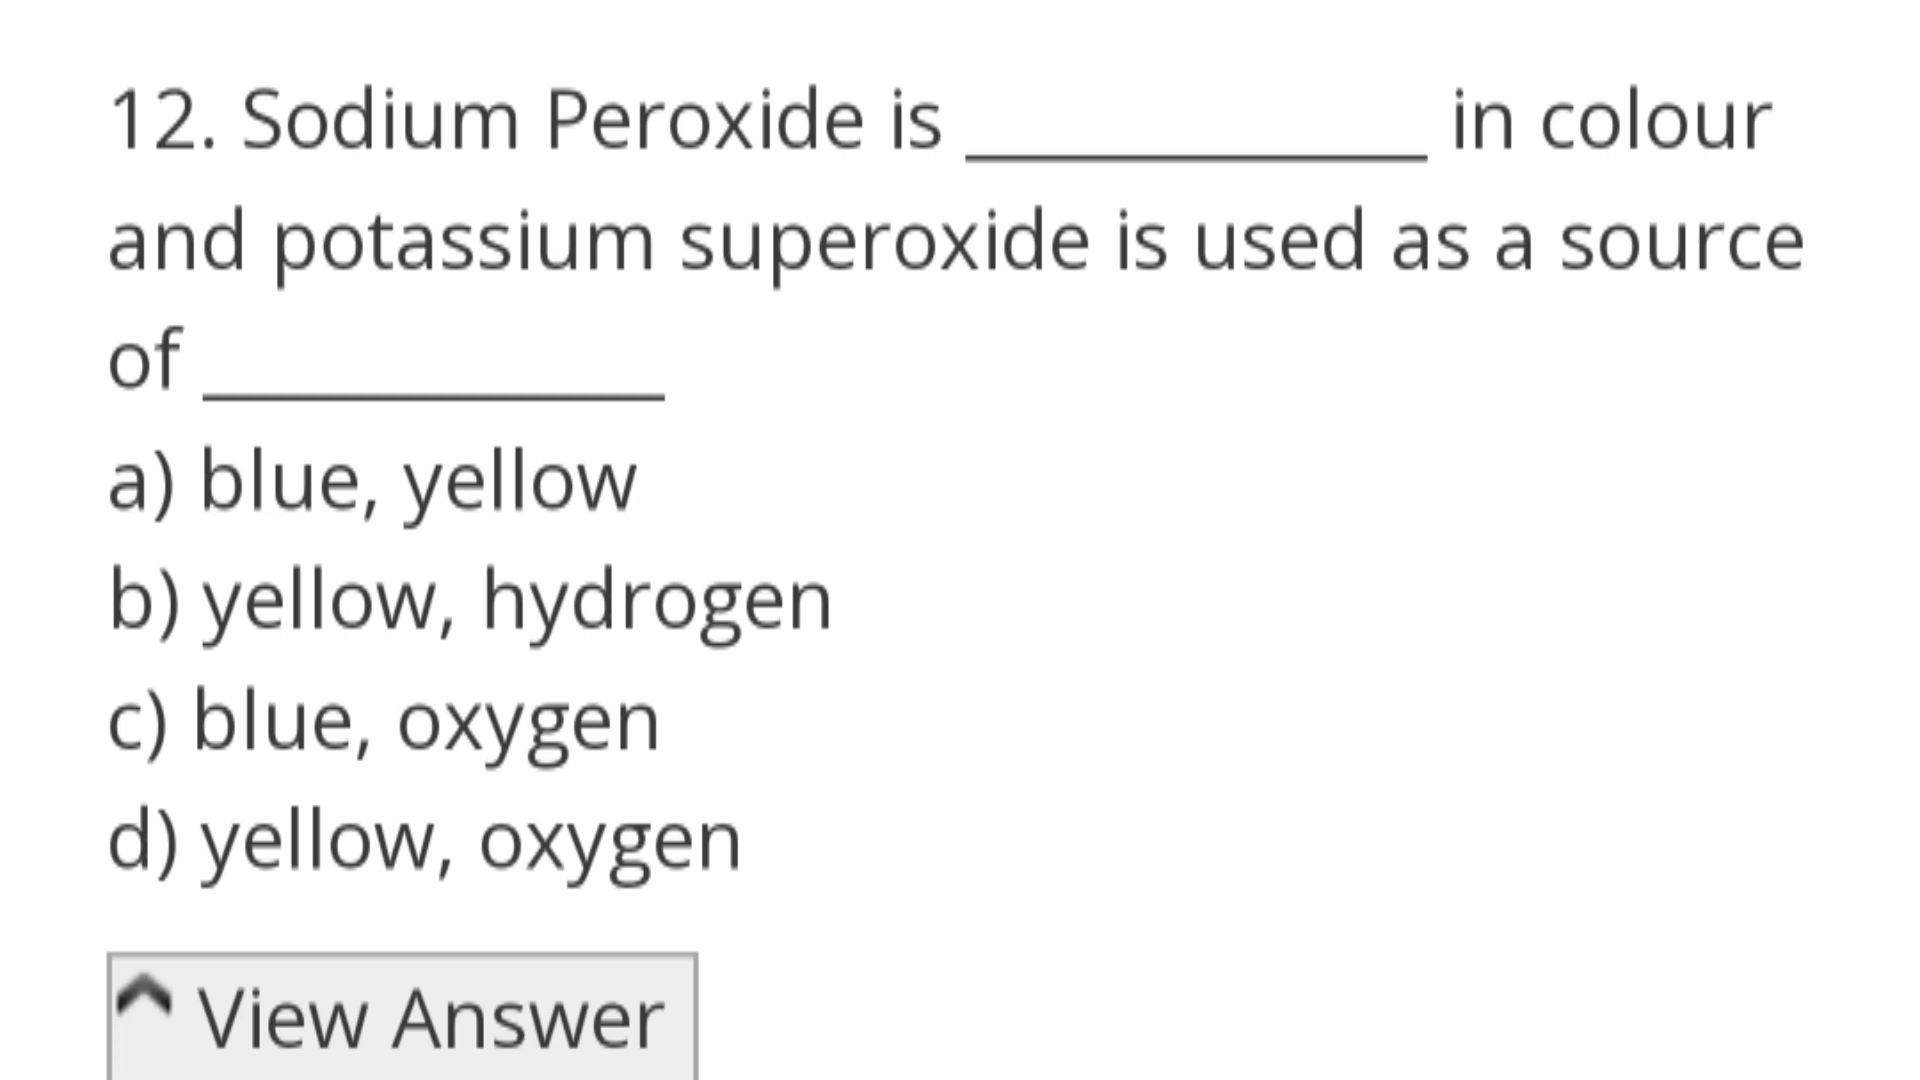 12. Sodium Peroxide is ____________ in colour
and potassium superoxide is used as a source
of ____________
a) blue, yellow
b) yellow, hydrogen
c) blue, oxygen
d) yellow, oxygen
View Answer